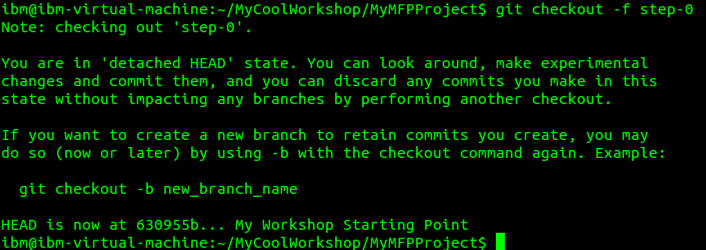 ibm@ibm-virtual-machine:~/MyCoolWorkshop/MyMFPProject$ git checkout -f step-0
Note: checking out 'step-0'.

You are in 'detached HEAD' state. You can look around, make experimental
changes and commit them, and you can discard any commits you make in this
state without impacting any branches by performing another checkout.

If you want to create a new branch to retain commits you create, you may
do so (now or later) by using -b with the checkout command again. Example:

  git checkout -b new_branch_name

HEAD is now at 630955b... My Workshop Starting Point
ibm@ibm-virtual-machine:~/MyCoolWorkshop/MyMFPProject$